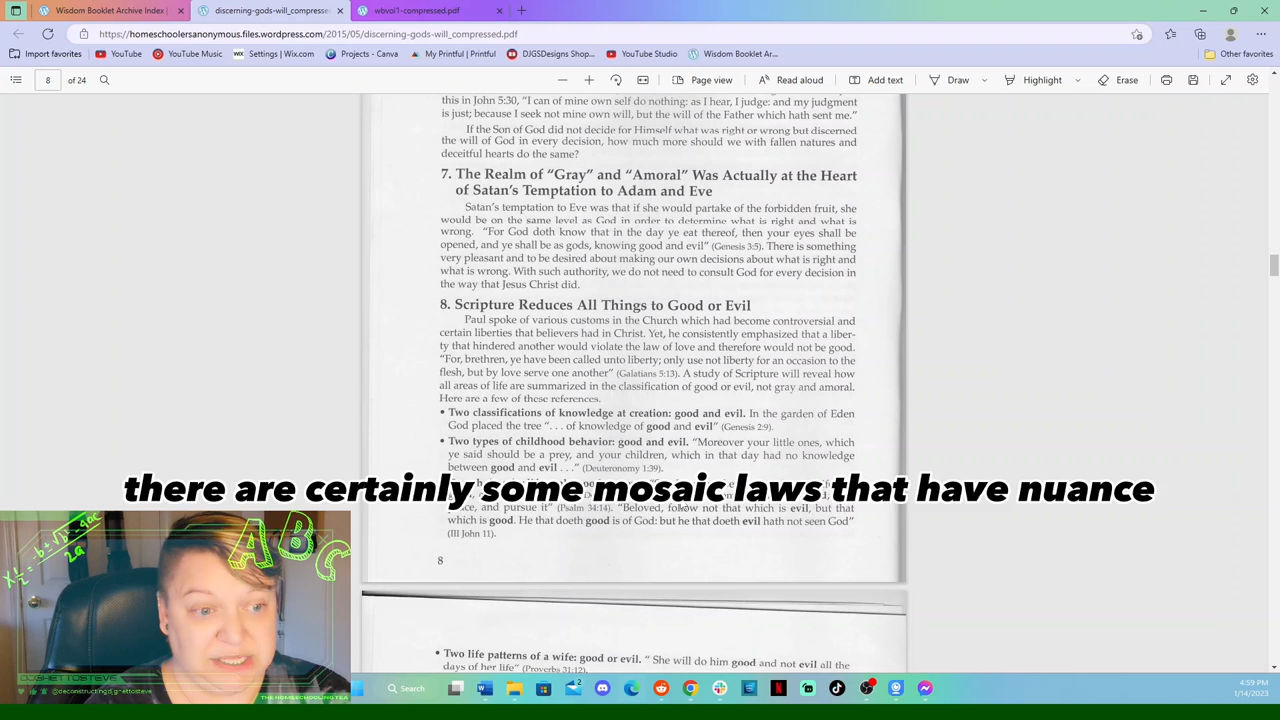 Wisdom Booklet Archive Index
discerning-gods-will_compressed
wbvol1-compressed.pdf
https://homeschoolersanonymous.files.wordpress.com/2015/05/discerning-gods-will_compressed.pdf
Import favorites
YouTube
YouTube Music
Settings | Wix.com
Projects - Canva
My Printful | Printful
DJGSDesigns Shop...
YouTube Studio
Wisdom Booklet Ar...
Other favorites
8 of 24
Page view
Read aloud
Add text
Draw
Highlight
Erase
this in John 5:30, "I can of mine own self do nothing: as I hear, I judge: and my judgment
is just; because I seek not mine own will, but the will of the Father which hath sent me."
If the Son of God did not decide for Himself what was right or wrong but discerned
the will of God in every decision, how much more should we with fallen natures and
deceitful hearts do the same?
7. The Realm of "Gray" and "Amoral" Was Actually at the Heart
of Satan's Temptation to Adam and Eve
Satan's temptation to Eve was that if she would partake of the forbidden fruit, she
would be on the same level as God in order to determine what is right and what is
wrong. "For God doth know that in the day ye eat thereof, then your eyes shall be
opened, and ye shall be as gods, knowing good and evil" (Genesis 3:5). There is something
very pleasant and to be desired about making our own decisions about what is right and
what is wrong. With such authority, we do not need to consult God for every decision in
the way that Jesus Christ did.
8. Scripture Reduces All Things to Good or Evil
Paul spoke of various customs in the Church which had become controversial and
certain liberties that believers had in Christ. Yet, he consistently emphasized that a liber-
ty that hindered another would violate the law of love and therefore would not be good.
"For, brethren, ye have been called unto liberty; only use not liberty for an occasion to the
flesh, but by love serve one another" (Galatians 5:13). A study of Scripture will reveal how
all areas of life are summarized in the classification of good or evil, not gray and amoral.
Here are a few of these references.
• Two classifications of knowledge at creation: good and evil. In the garden of Eden
God placed the tree ". . . of knowledge of good and evil" (Genesis 2:9).
• Two types of childhood behavior: good and evil. "Moreover your little ones, which
ye said should be a prey, and your children, which in that day had no knowledge
between good and evil . . ." (Deuteronomy 1:39).
there are certainly some mosaic laws that have nuance
and pursue it" (Psalm 34:14). "Beloved, follow not that which is evil, but that
which is good. He that doeth good is of God: but he that doeth evil hath not seen God"
(III John 11).
8
• Two life patterns of a wife: good or evil. " She will do him good and not evil all the
days of her life" (Proverbs 31:12).
A B C
2a
DJGHETTOSTEVE
@deconstructingdjghettosteve
THE HOMESCHOOLING TEA
Search
2
4:59 PM
1/14/2023